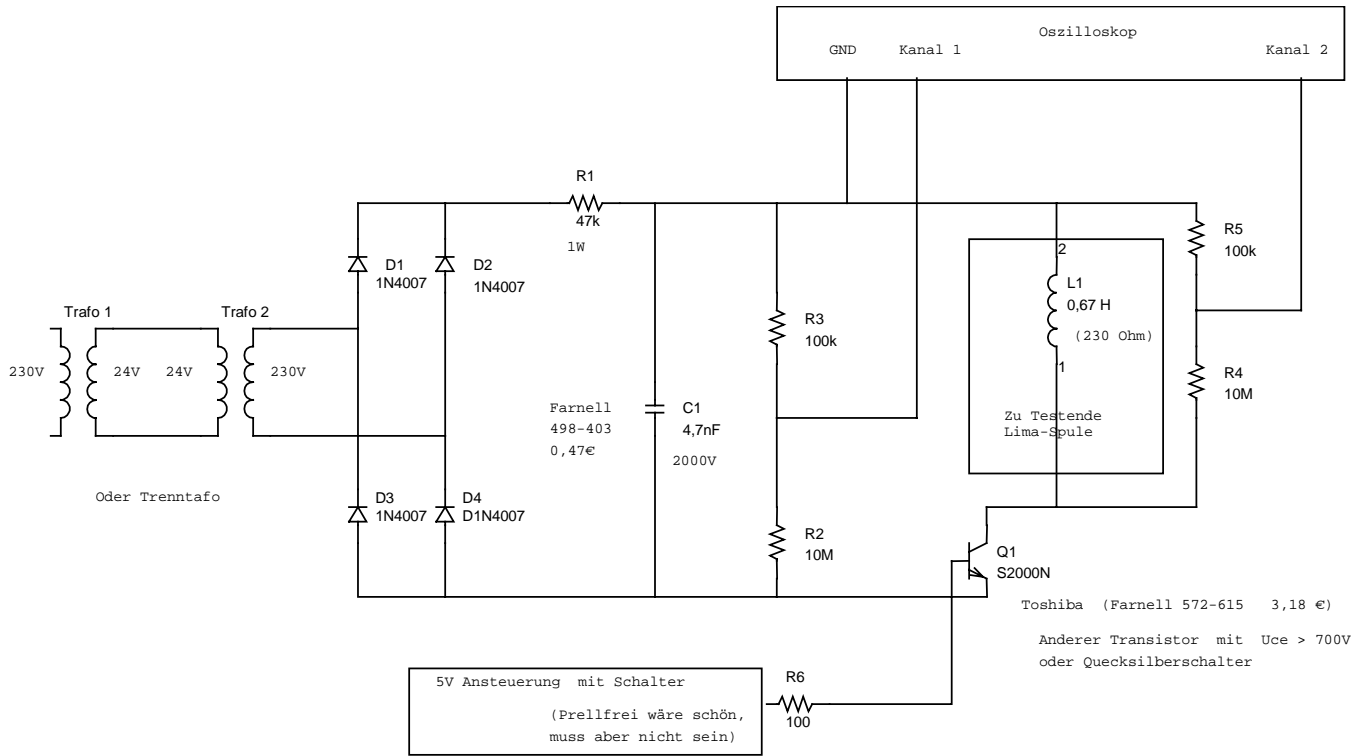 Oszilloskop
GND Kanal 1 Kanal 2
R1
47k
1W
R5
100k
D1
1N4007
D2
1N4007
2
L1
0,67 H
(230 Ohm)
1
Trafo 1 Trafo 2
230V 24V 24V 230V
R3
100k
R4
10M
Farnell
498-403
0,47€
C1
4,7nF
2000V
Zu Testende
Lima-Spule
Oder Trenntafo
D3
1N4007
D4
D1N4007
R2
10M
Q1
S2000N
Toshiba (Farnell 572-615 3,18 €)
Anderer Transistor mit Uce > 700V
oder Quecksilberschalter
5V Ansteuerung mit Schalter
(Prellfrei wäre schön,
muss aber nicht sein)
R6
100